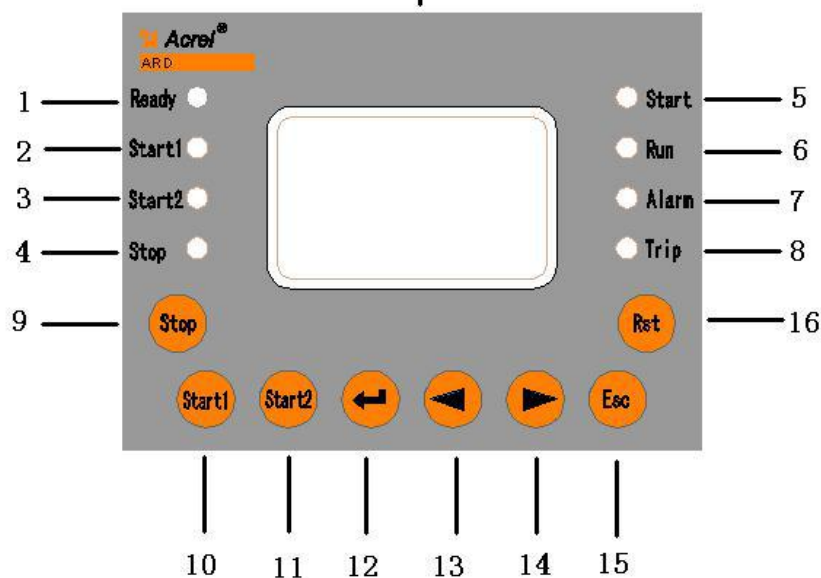 Acrel®
ARD
1 Ready Start 5
2 Start1 Run 6
3 Start2 Alarm 7
4 Stop Trip 8
9 Stop Rst 16
Start1 Start2 Esc
10 11 12 13 14 15